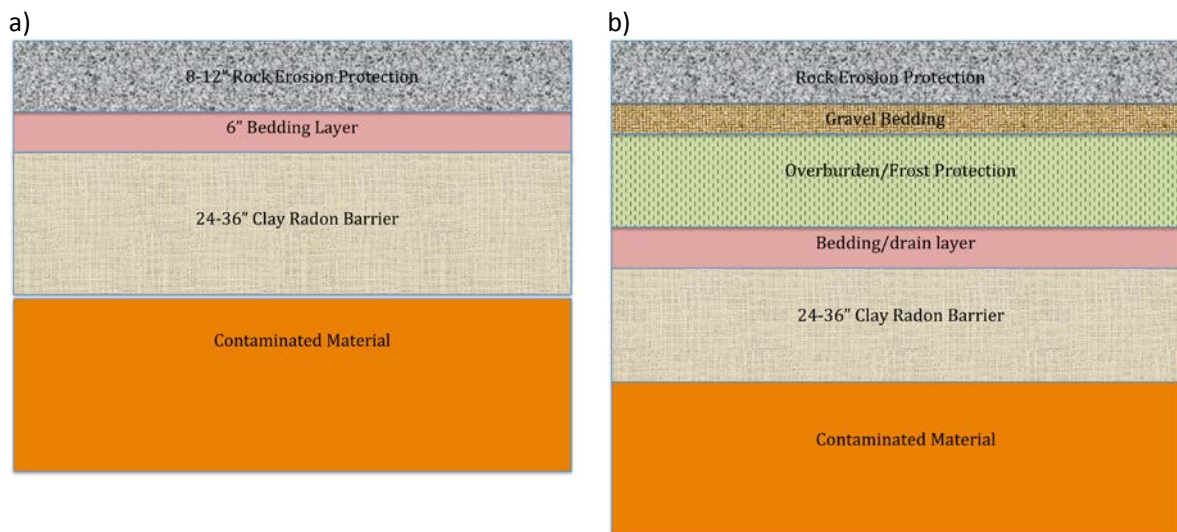 a)
8-12” Rock Erosion Protection
6” Bedding Layer
24-36” Clay Radon Barrier
Contaminated Material
b)
Rock Erosion Protection
Gravel Bedding
Overburden/Frost Protection
Bedding/drain layer
24-36” Clay Radon Barrier
Contaminated Material